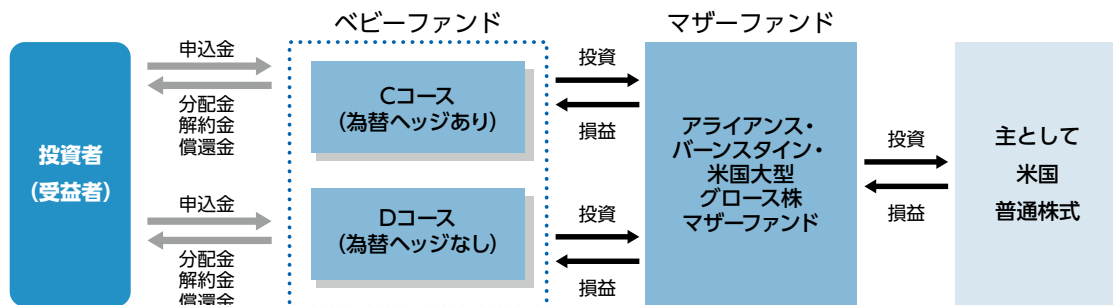 ベビーファンド
マザーファンド
投資者
(受益者)
申込金
分配金
解約金
償還金
申込金
分配金
解約金
償還金
Cコース
(為替ヘッジあり)
Dコース
(為替ヘッジなし)
投資
損益
投資
損益
アライアンス・
バーンスタイン・
米国大型
グロース株
マザーファンド
投資
損益
主として
米国
普通株式